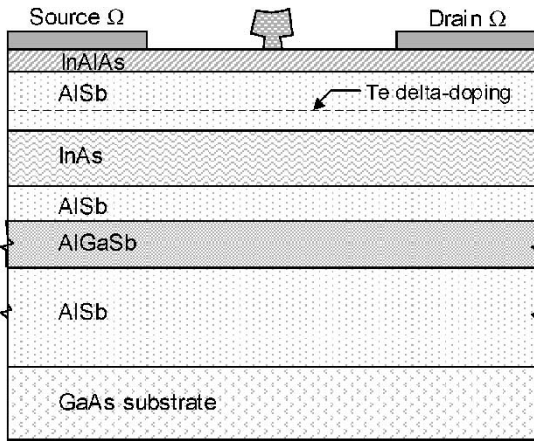 Source Ω
Drain Ω
InAlAs
AlSb
Te delta-doping
InAs
AlSb
AlGaSb
AlSb
GaAs substrate